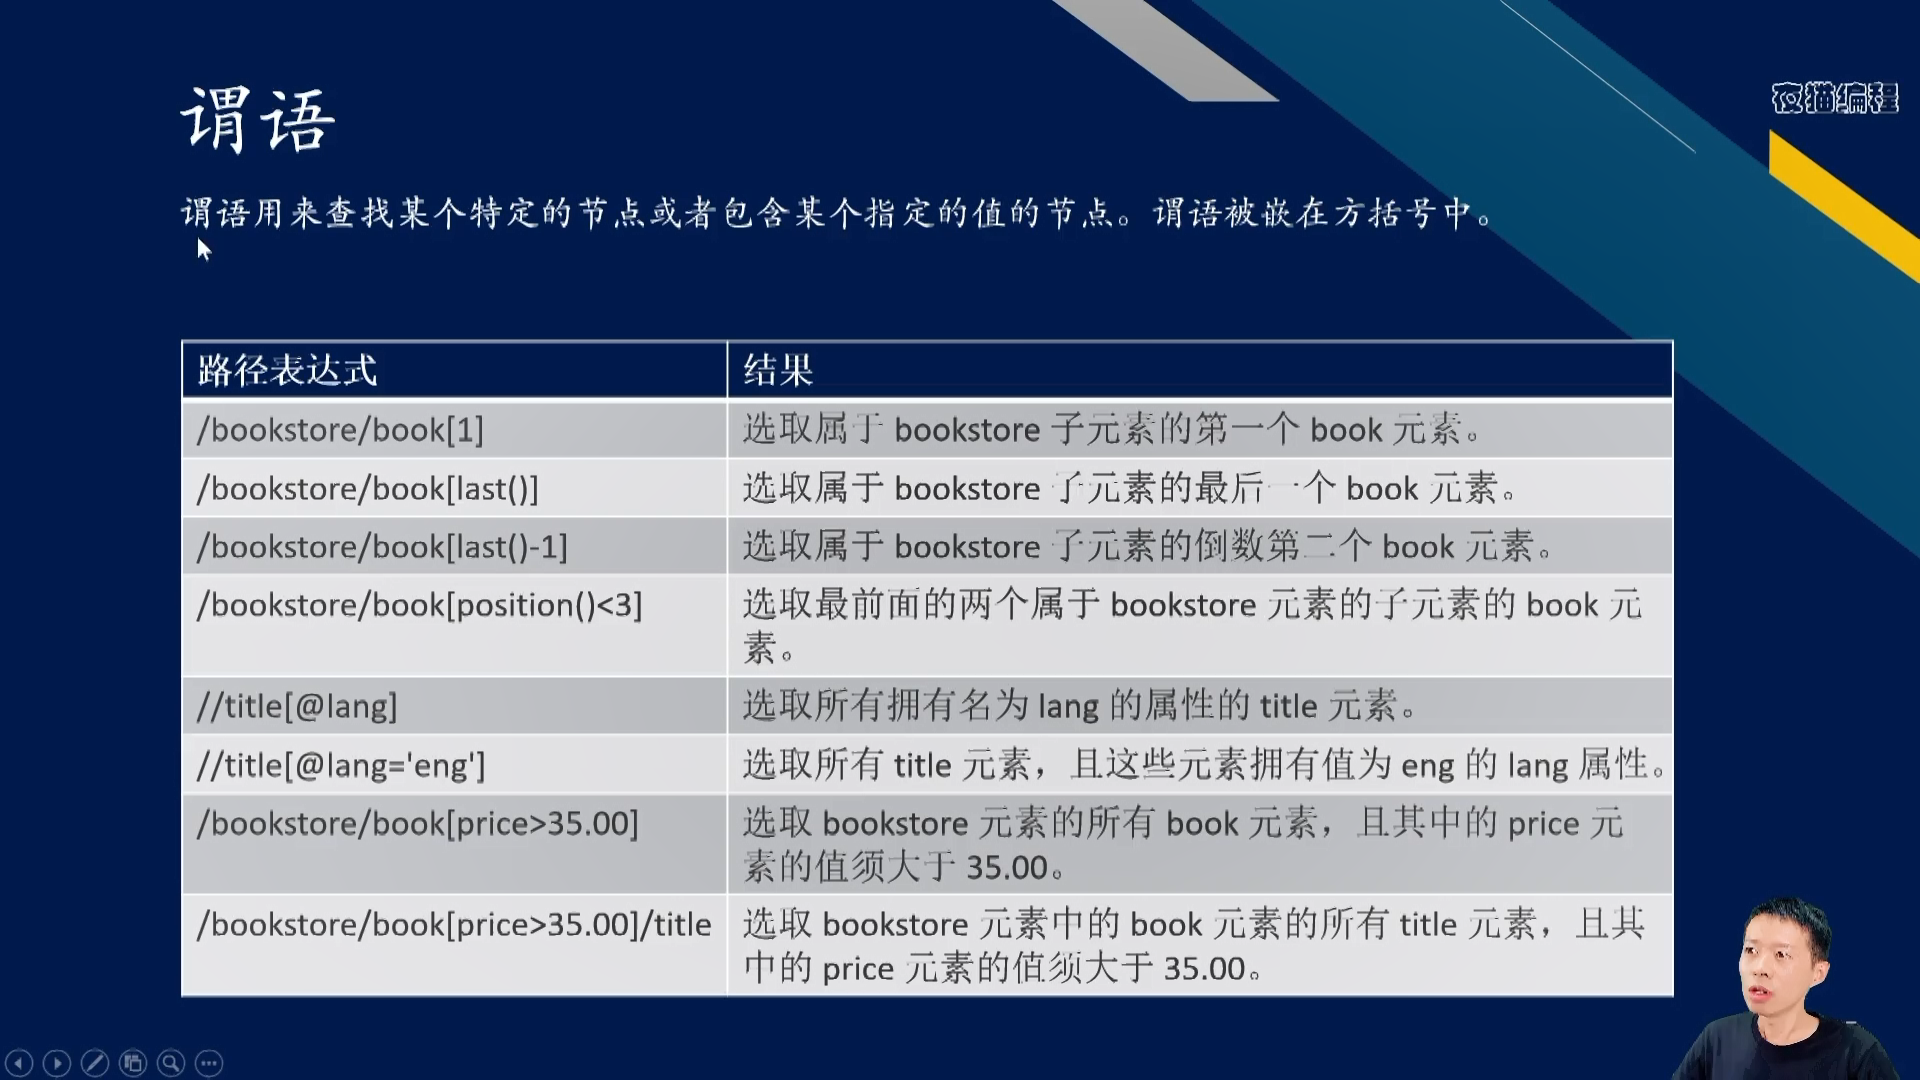 夜猫编程
谓语
谓语用来查找某个特定的节点或者包含某个指定的值的节点。谓语被嵌在方括号中。
路径表达式 结果
/bookstore/book[1] 选取属于 bookstore 子元素的第一个 book 元素。
/bookstore/book[last()] 选取属于 bookstore 子元素的最后一个 book 元素。
/bookstore/book[last()-1] 选取属于 bookstore 子元素的倒数第二个 book 元素。
/bookstore/book[position()<3] 选取最前面的两个属于 bookstore 元素的子元素的 book 元
素。
//title[@lang] 选取所有拥有名为 lang 的属性的 title 元素。
//title[@lang='eng'] 选取所有 title 元素，且这些元素拥有值为 eng 的 lang 属性。
/bookstore/book[price>35.00] 选取 bookstore 元素的所有 book 元素，且其中的 price 元
素的值须大于 35.00。
/bookstore/book[price>35.00]/title 选取 bookstore 元素中的 book 元素的所有 title 元素，且其
中的 price 元素的值须大于 35.00。